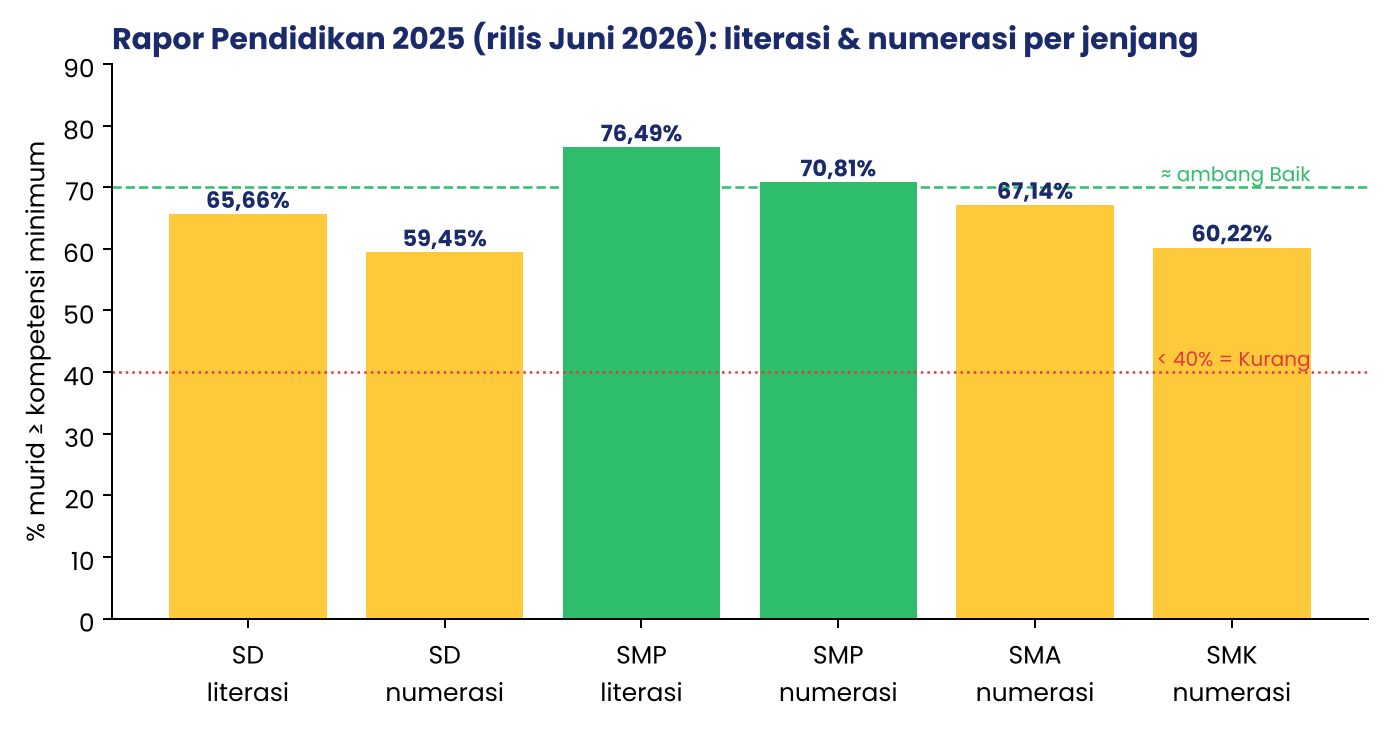 Rapor Pendidikan 2025 (rilis Juni 2026): literasi & numerasi per jenjang
% murid ≥ kompetensi minimum
90
80
70
60
50
40
30
20
10
0
65,66%
59,45%
76,49%
70,81%
67,14%
60,22%
≈ ambang Baik
< 40% = Kurang
SD
literasi
SD
numerasi
SMP
literasi
SMP
numerasi
SMA
numerasi
SMK
numerasi